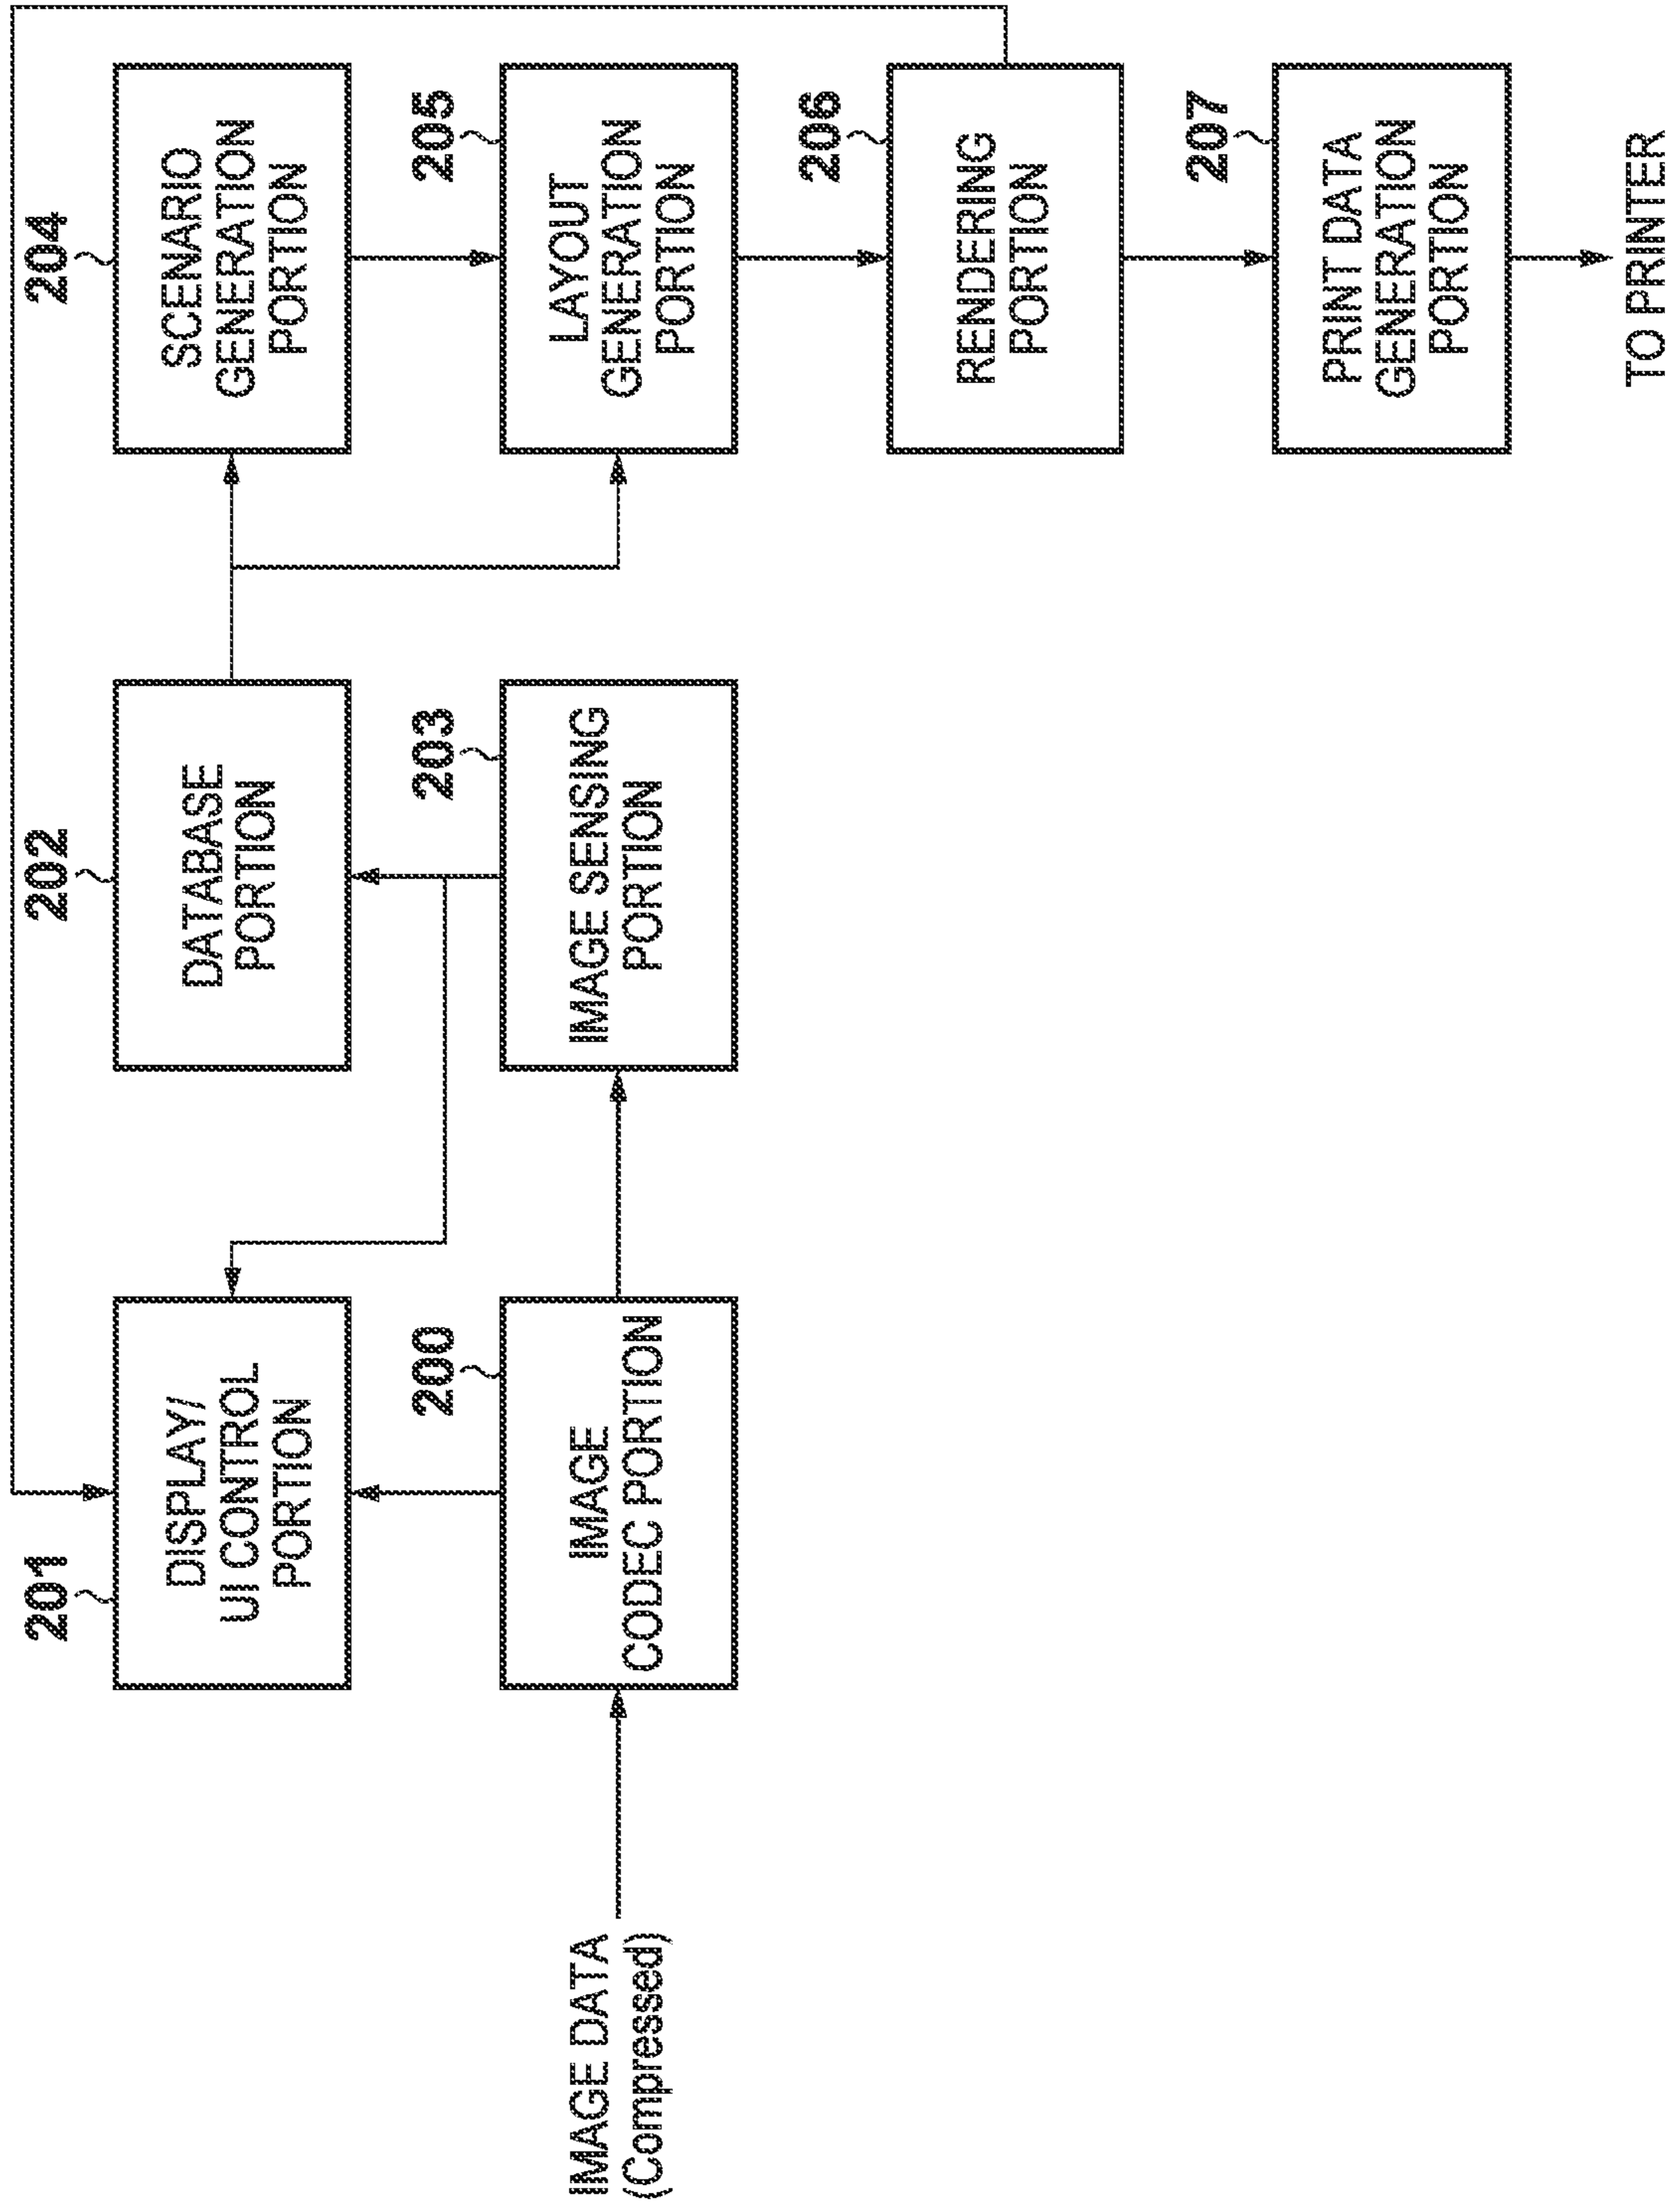 201
DISPLAY/
UI CONTROL
PORTION
202
DATABASE
PORTION
204
SCENARIO
GENERATION
PORTION
IMAGE DATA
(Compressed)
200
IMAGE
CODEC PORTION
203
IMAGE SENSING
PORTION
205
LAYOUT
GENERATION
PORTION
206
RENDERING
PORTION
207
PRINT DATA
GENERATION
PORTION
TO PRINTER